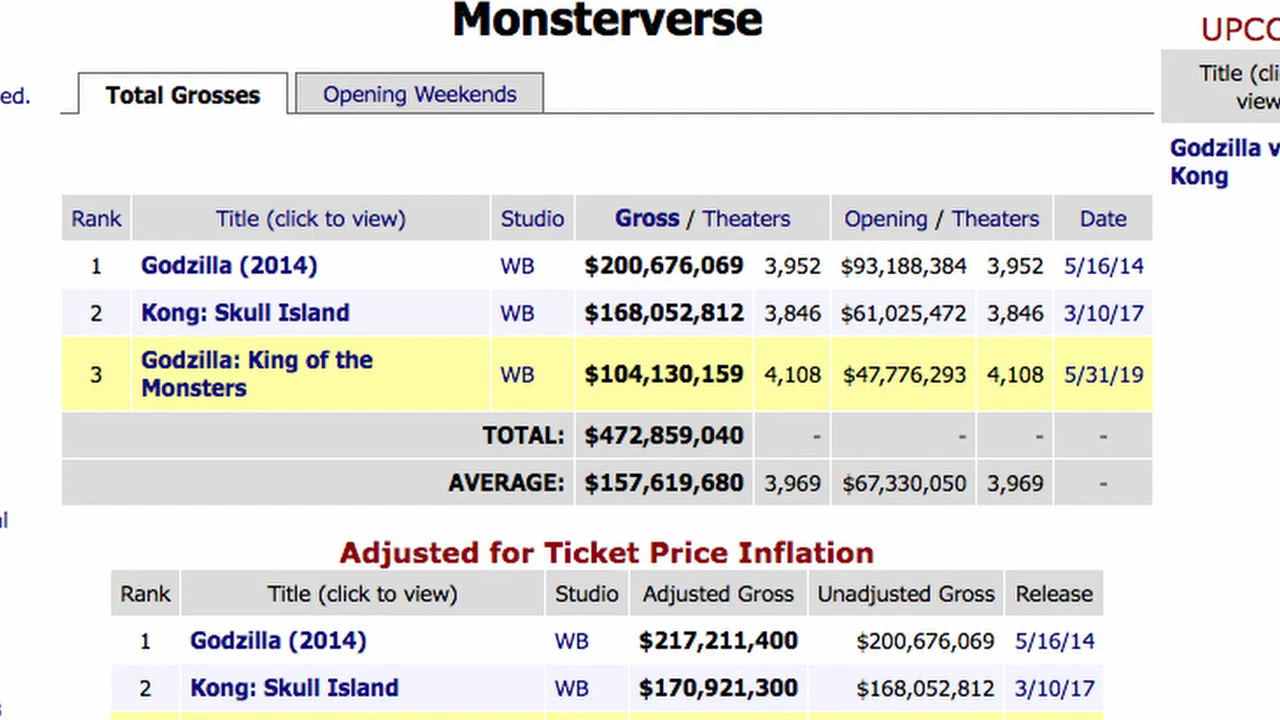 Monsterverse
UPCO
ed.
Total Grosses Opening Weekends
Title (cli
view
Godzilla v
Kong
Rank Title (click to view) Studio Gross / Theaters Opening / Theaters Date
1 Godzilla (2014) WB $200,676,069 3,952 $93,188,384 3,952 5/16/14
2 Kong: Skull Island WB $168,052,812 3,846 $61,025,472 3,846 3/10/17
3 Godzilla: King of the
Monsters WB $104,130,159 4,108 $47,776,293 4,108 5/31/19
TOTAL: $472,859,040 - - - -
AVERAGE: $157,619,680 3,969 $67,330,050 3,969 -
Adjusted for Ticket Price Inflation
Rank Title (click to view) Studio Adjusted Gross Unadjusted Gross Release
1 Godzilla (2014) WB $217,211,400 $200,676,069 5/16/14
2 Kong: Skull Island WB $170,921,300 $168,052,812 3/10/17